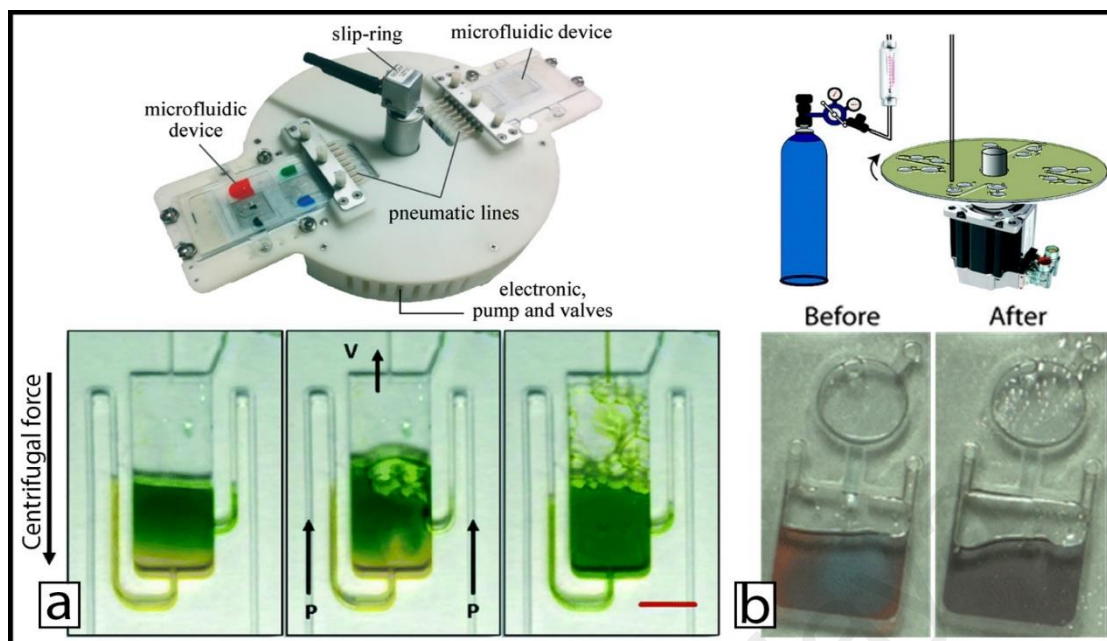 slip-ring
microfluidic device
microfluidic
device
pneumatic lines
electronic,
pump and valves
Centrifugal force
V
P
P
a
Before
After
b